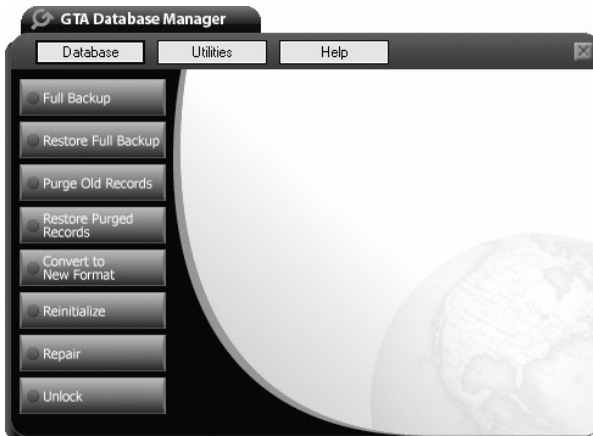 GTA Database Manager
Database Utilities Help
Full Backup
Restore Full Backup
Purge Old Records
Restore Purged
Records
Convert to
New Format
Reinitialize
Repair
Unlock